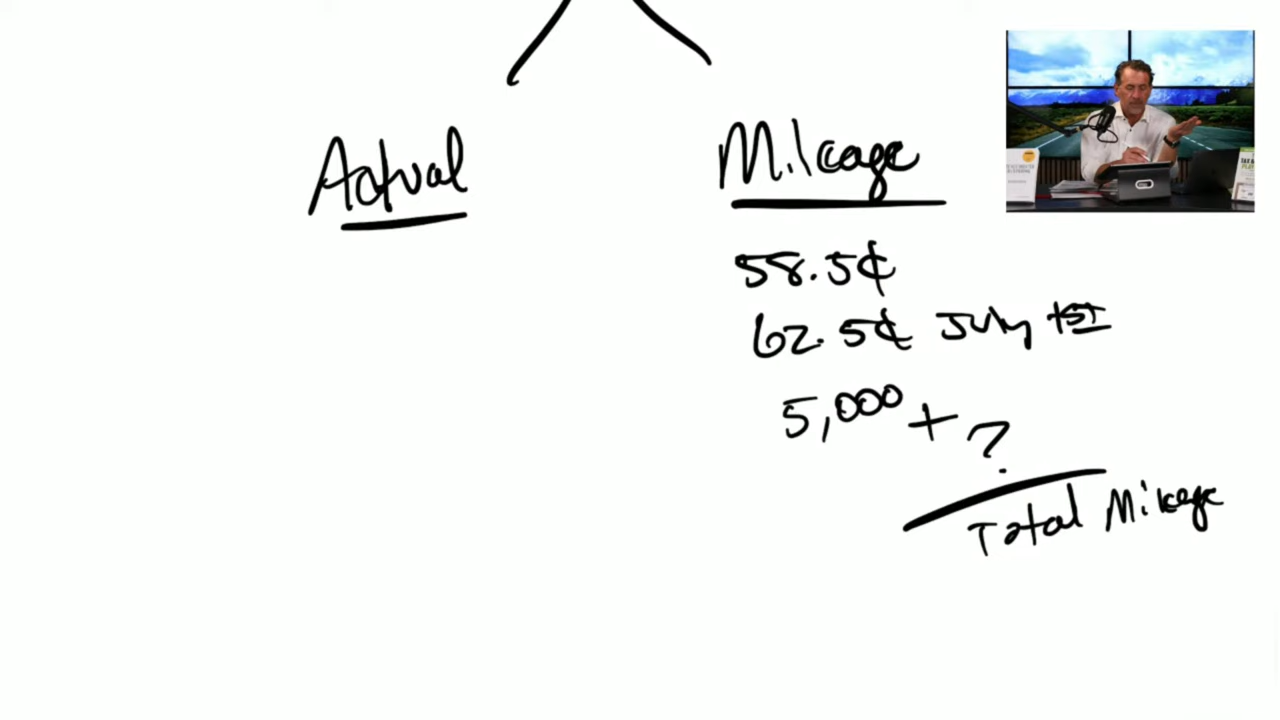 Actual
Mileage
58.5¢
62.5¢ July 1st
5,000 + ?
Total Mileage